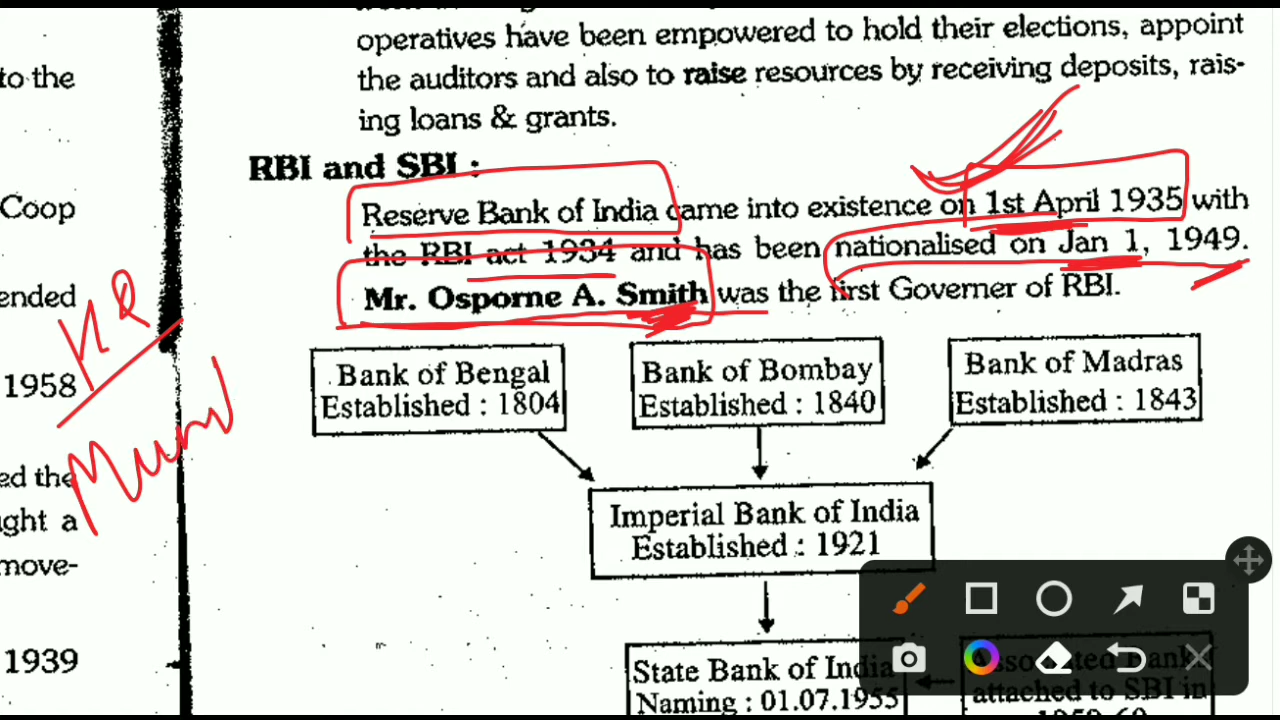 operatives have been empowered to hold their elections, appoint
to the
the auditors and also to raise resources by receiving deposits, rais-
ing loans & grants.
RBI and SBI :
Coop
Reserve Bank of India came into existence on 1st April 1935 with
the RBI act 1934 and has been nationalised on Jan 1, 1949.
ended
Mr. Osporne A. Smith was the first Governer of RBI.
1958
Bank of Bengal
Established : 1804
Bank of Bombay
Established : 1840
Bank of Madras
Established : 1843
ed the
ught a
move-
Imperial Bank of India
Established : 1921
1939
State Bank of India
Naming : 01.07.1955
attached to SBI in